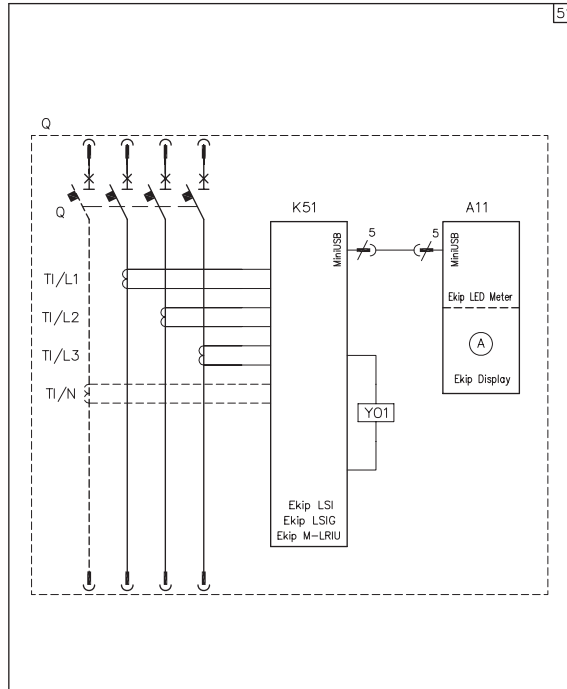 Q
Q
K51
A11
5
5
MiniUSB
MiniUSB
TI/L1
Ekip LED Meter
TI/L2
A
TI/L3
Ekip Display
TI/N
YO1
Ekip LSI
Ekip LSIG
Ekip M-LRIU